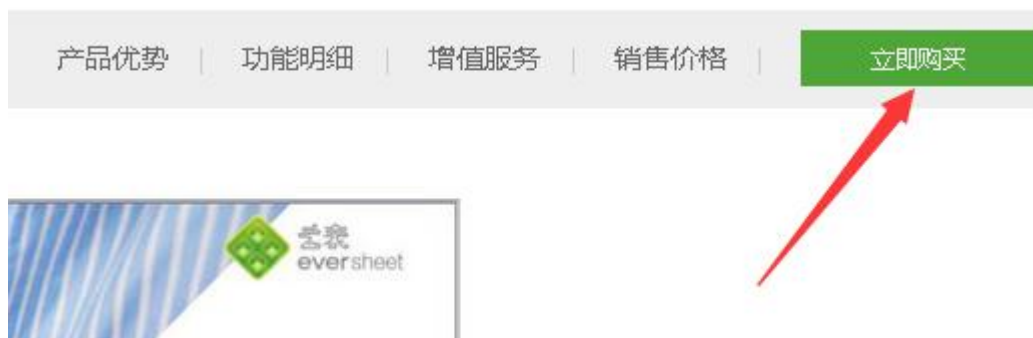 产品优势 | 功能明细 | 增值服务 | 销售价格 | 立即购买
云表
eversheet